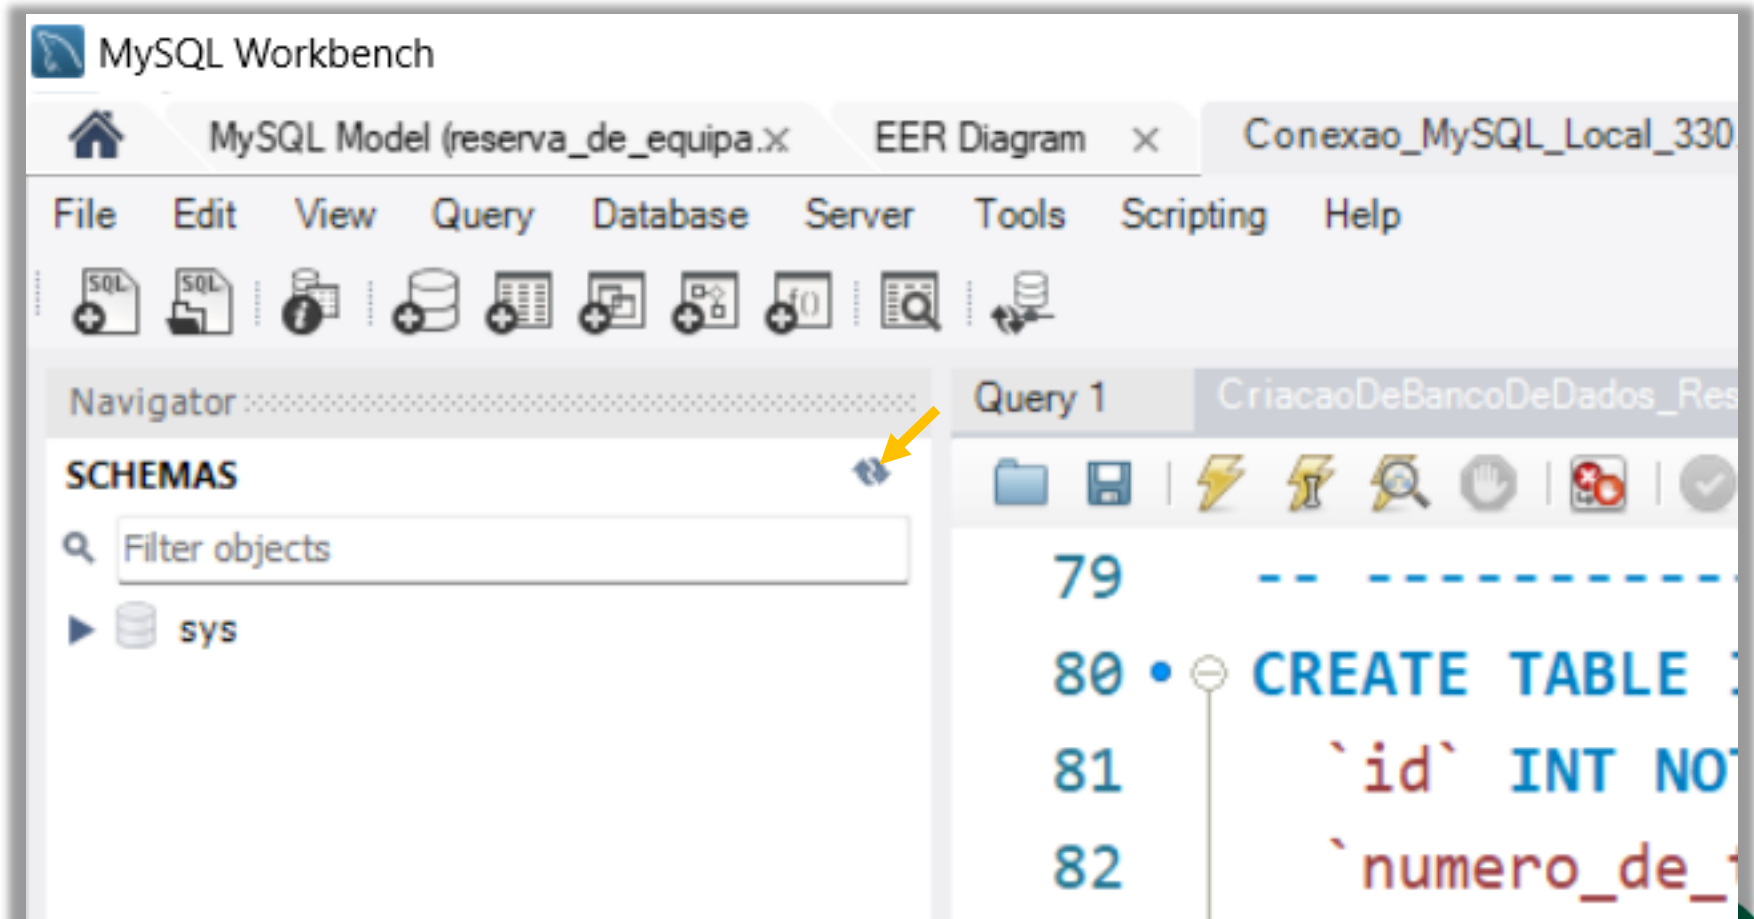 MySQL Workbench
MySQL Model (reserva_de_equipa... × EER Diagram × Conexao_MySQL_Local_330
File Edit View Query Database Server Tools Scripting Help
SQL SQL f()
Navigator Query 1 CriacaoDeBancoDeDados_Res
SCHEMAS
Filter objects
sys
79 -- -----------
80 CREATE TABLE
81 `id` INT NOT
82 `numero_de_